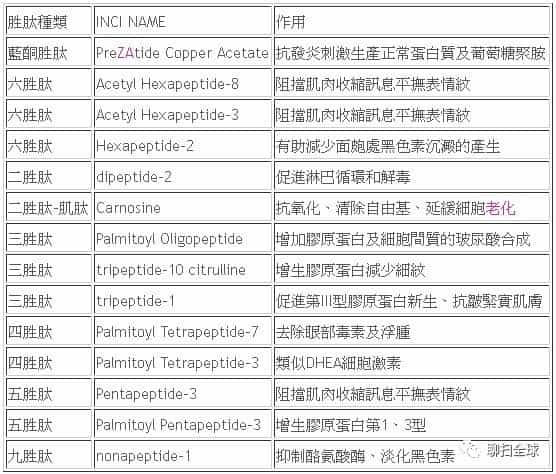 胜肽種類 INCI NAME 作用
藍酮胜肽 PreZAtide Copper Acetate 抗發炎刺激生產正常蛋白質及葡萄糖聚胺
六胜肽 Acetyl Hexapeptide-8 阻擋肌肉收縮訊息平撫表情紋
六胜肽 Acetyl Hexapeptide-3 阻擋肌肉收縮訊息平撫表情紋
六胜肽 Hexapeptide-2 有助減少面皰處黑色素沉澱的產生
二胜肽 dipeptide-2 促進淋巴循環和解毒
二胜肽-肌肽 Carnosine 抗氧化、清除自由基、延緩細胞老化
三胜肽 Palmitoyl Oligopeptide 增加膠原蛋白及細胞間質的玻尿酸合成
三胜肽 tripeptide-10 citrulline 增生膠原蛋白減少細紋
三胜肽 tripeptide-1 促進第III型膠原蛋白新生、抗皺緊實肌膚
四胜肽 Palmitoyl Tetrapeptide-7 去除眼部毒素及浮腫
四胜肽 Palmitoyl Tetrapeptide-3 類似DHEA細胞激素
五胜肽 Pentapeptide-3 阻擋肌肉收縮訊息平撫表情紋
五胜肽 Palmitoyl Pentapeptide-3 增生膠原蛋白第1、3型
九胜肽 nonapeptide-1 抑制酪氨酸酶、淡化黑色素
聊扫全球